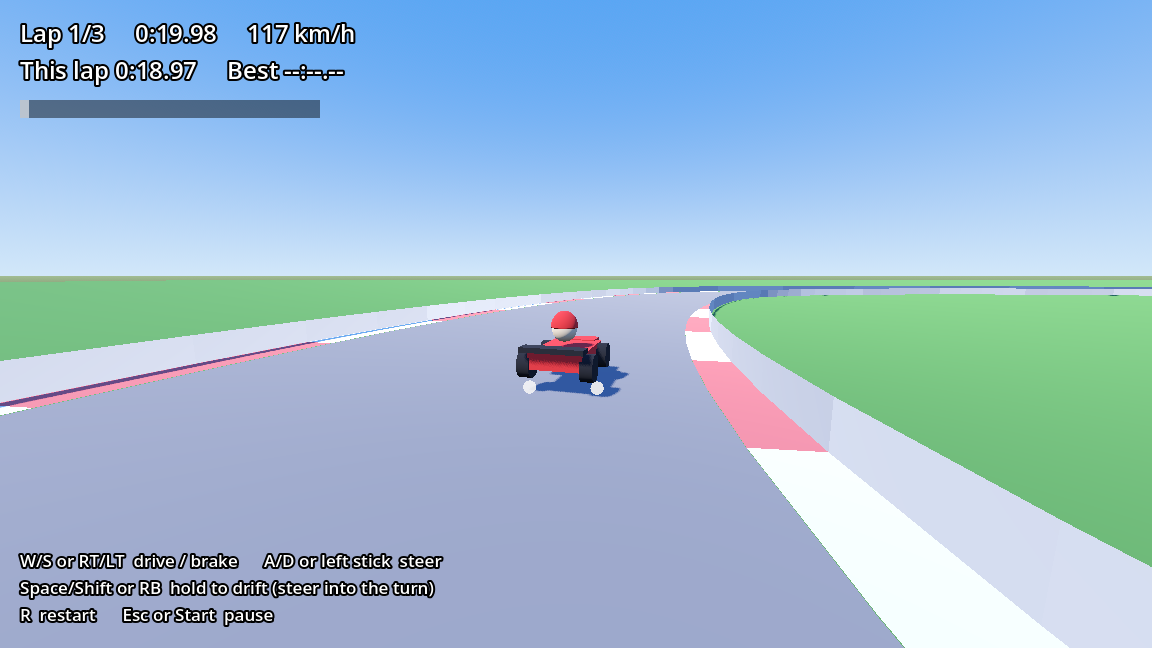 Lap 1/3 0:19.98 117 km/h
This lap 0:18.97 Best --:--.--
W/S or RT/LT drive / brake A/D or left stick steer
Space/Shift or RB hold to drift (steer into the turn)
R restart Esc or Start pause